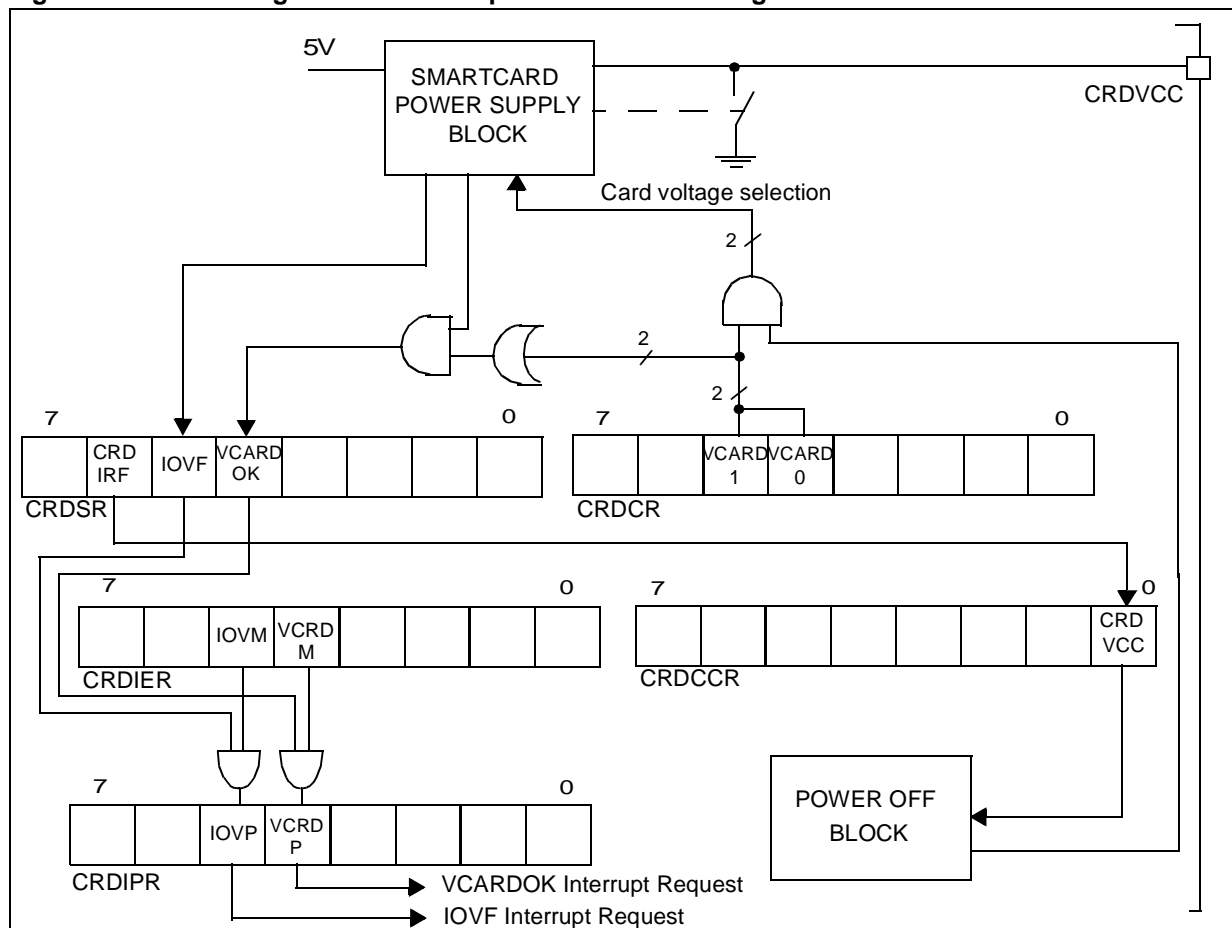 5V
SMARTCARD
POWER SUPPLY
BLOCK
CRDVCC
Card voltage selection
2
2
2
7
0
CRD
IRF
IOVF
VCARD
OK
CRDSR
7
0
VCARD
1
VCARD
0
CRDCR
7
0
IOVM
VCRD
M
CRDIER
7
0
CRD
VCC
CRDCCR
7
0
IOVP
VCRD
P
CRDIPR
POWER OFF
BLOCK
VCARDOK Interrupt Request
IOVF Interrupt Request